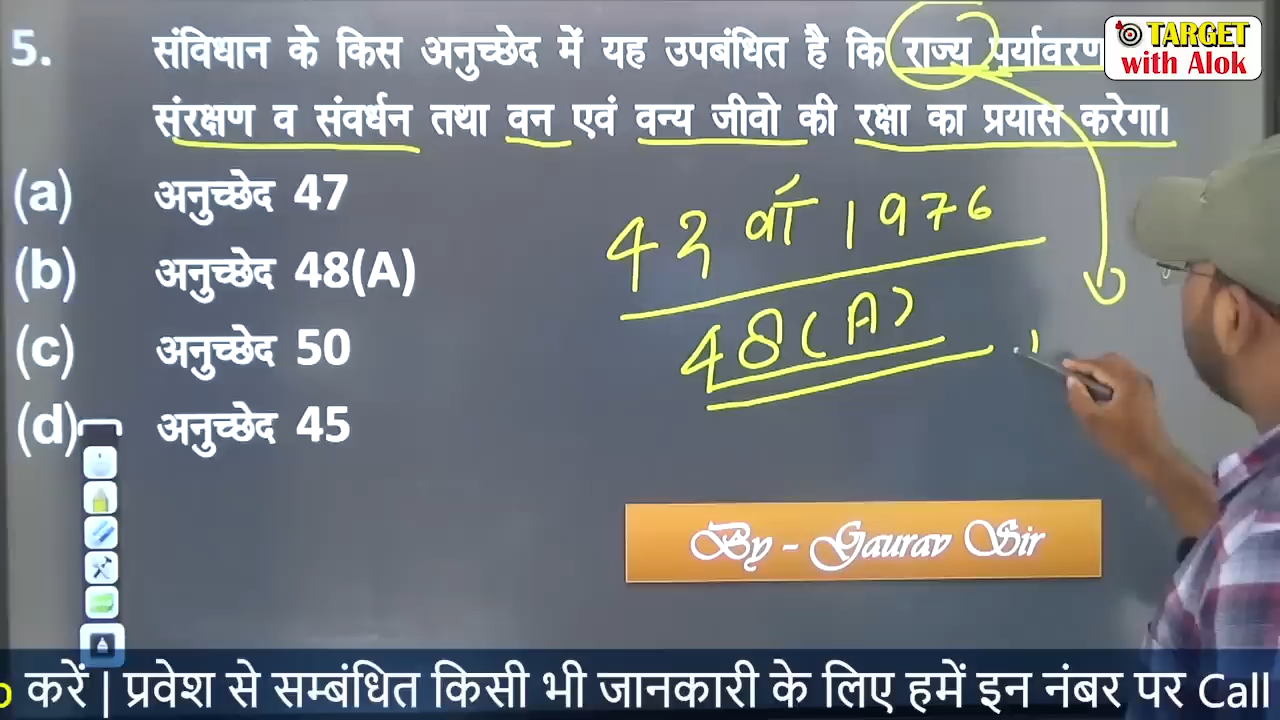 5. संविधान के किस अनुच्छेद में यह उपबंधित है कि राज्य पर्यावरण
संरक्षण व संवर्धन तथा वन एवं वन्य जीवो की रक्षा का प्रयास करेगा।
(a) अनुच्छेद 47
(b) अनुच्छेद 48(A)
(c) अनुच्छेद 50
(d) अनुच्छेद 45
42 वाँ 1976
48(A)
By - Gaurav Sir
TARGET
with Alok
करें | प्रवेश से सम्बंधित किसी भी जानकारी के लिए हमें इन नंबर पर Call